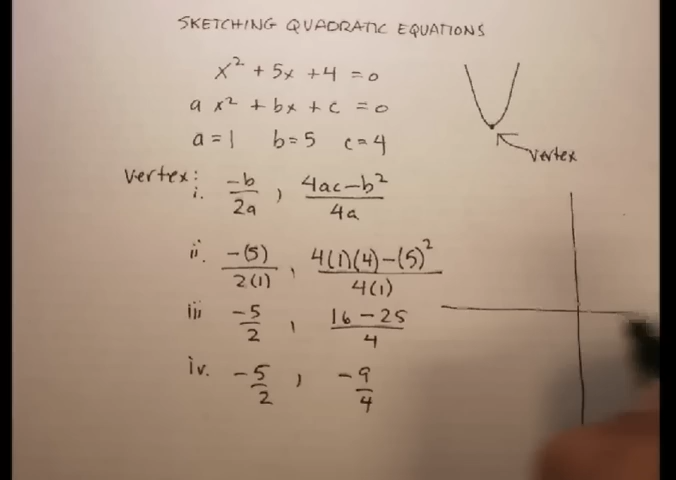 SKETCHING QUADRATIC EQUATIONS
x² + 5x + 4 = 0
a x² + bx + c = 0
a = 1 b = 5 c = 4
vertex
vertex:
i. -b/2a , 4ac-b²/4a
ii. -(5)/2(1) , 4(1)(4)-(5)²/4(1)
iii -5/2 , 16-25/4
iv. -5/2 , -9/4